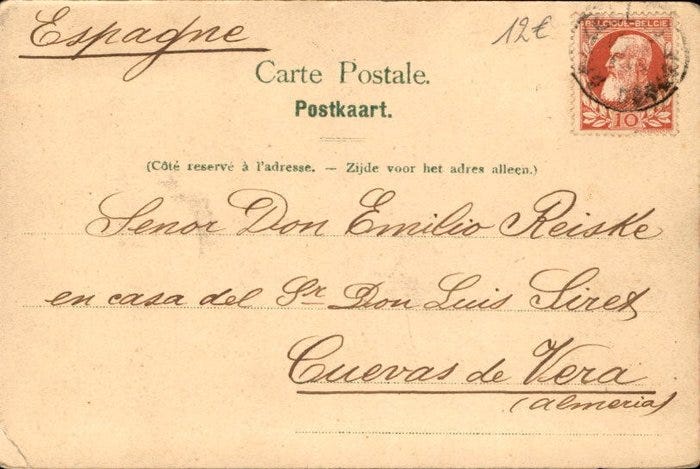 Espagne
12€
BELGIQUE-BELGIË
Carte Postale.
Postkaart.
10
(Côté reservé à l'adresse. — Zijde voor het adres alleen.)
Senor Don Emilio Reiske
en casa del Sr Don Luis Siret
Cuevas de Vera
(Almeria)